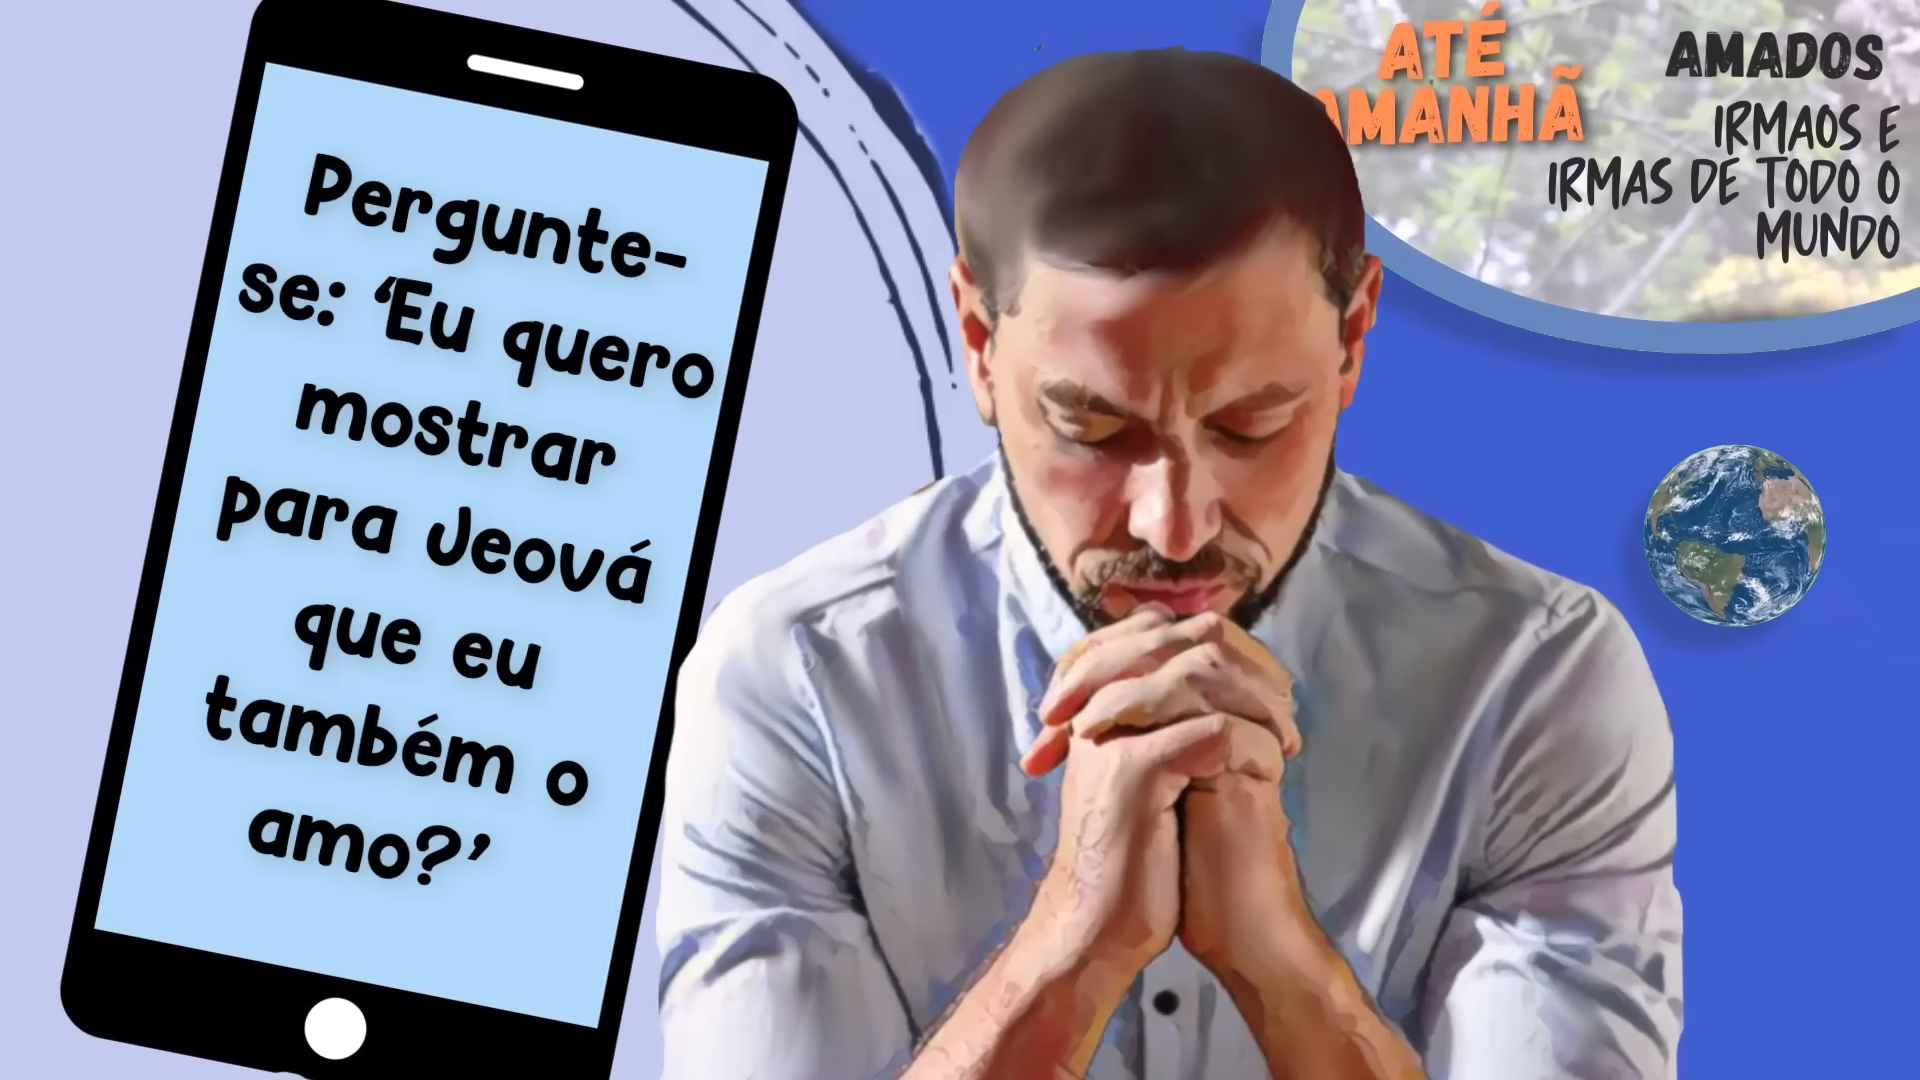 Pergunte-
se: ‘Eu quero
mostrar
para Jeová
que eu
também o
amo?’
ATÉ
AMANHÃ
AMADOS
IRMAOS E
IRMAS DE TODO O
MUNDO